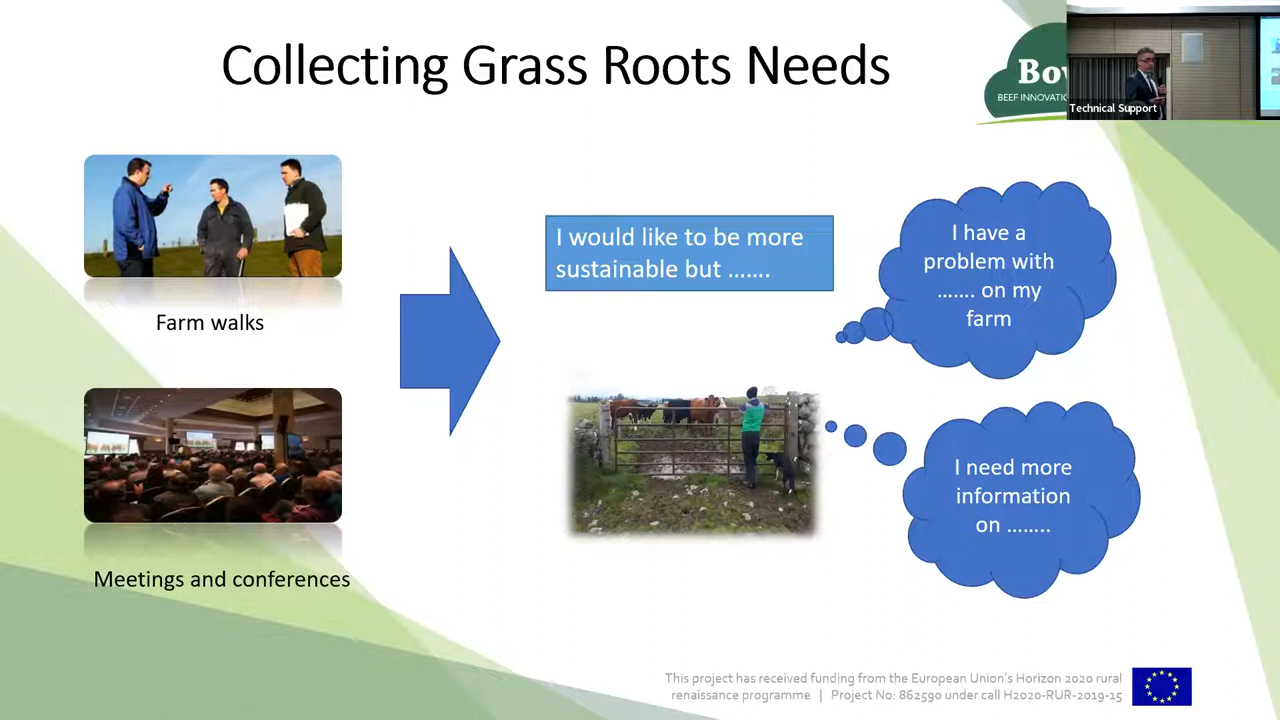 Collecting Grass Roots Needs
BEEF
Technical Support
Farm walks
Meetings and conferences
I would like to be more
sustainable but .......
I have a
problem with
....... on my
farm
I need more
information
on ........
This project has received funding from the European Union's Horizon 2020 rural
renaissance programme | Project No: 862590 under call H2020-RUR-2019-15